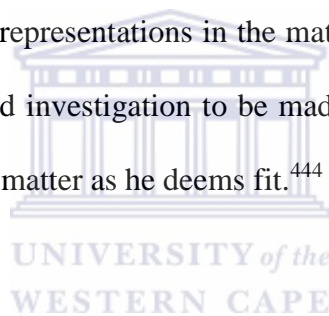 representations in the mat
d investigation to be mad
matter as he deems fit.444
UNIVERSITY of the
WESTERN CAPE